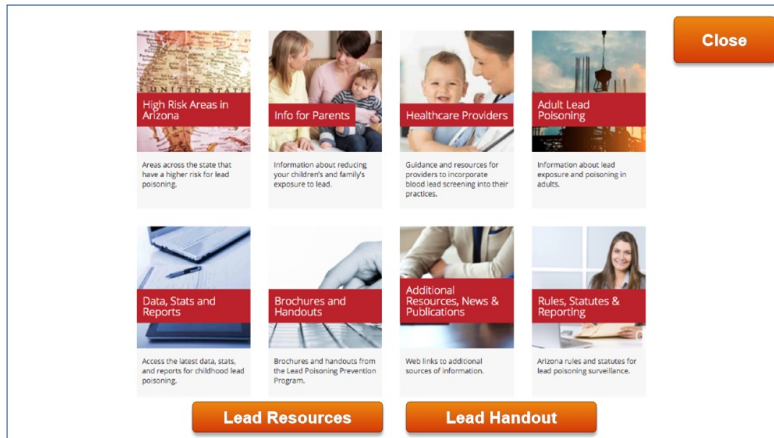 Close
UNITED STATES
High Risk Areas in
Arizona
Areas across the state that
have a higher risk for lead
poisoning.
Info for Parents
Information about reducing
your children's and family's
exposure to lead.
Healthcare Providers
Guidance and resources for
providers to incorporate
blood lead screening into their
practices.
Adult Lead
Poisoning
Information about lead
exposure and poisoning in
adults.
Data, Stats and
Reports
Access the latest data, stats,
and reports for childhood lead
poisoning.
Brochures and
Handouts
Brochures and handouts from
the Lead Poisoning Prevention
Program.
Additional
Resources, News &
Publications
Web links to additional
sources of information.
Rules, Statutes &
Reporting
Arizona rules and statutes for
lead poisoning surveillance.
Lead Resources
Lead Handout